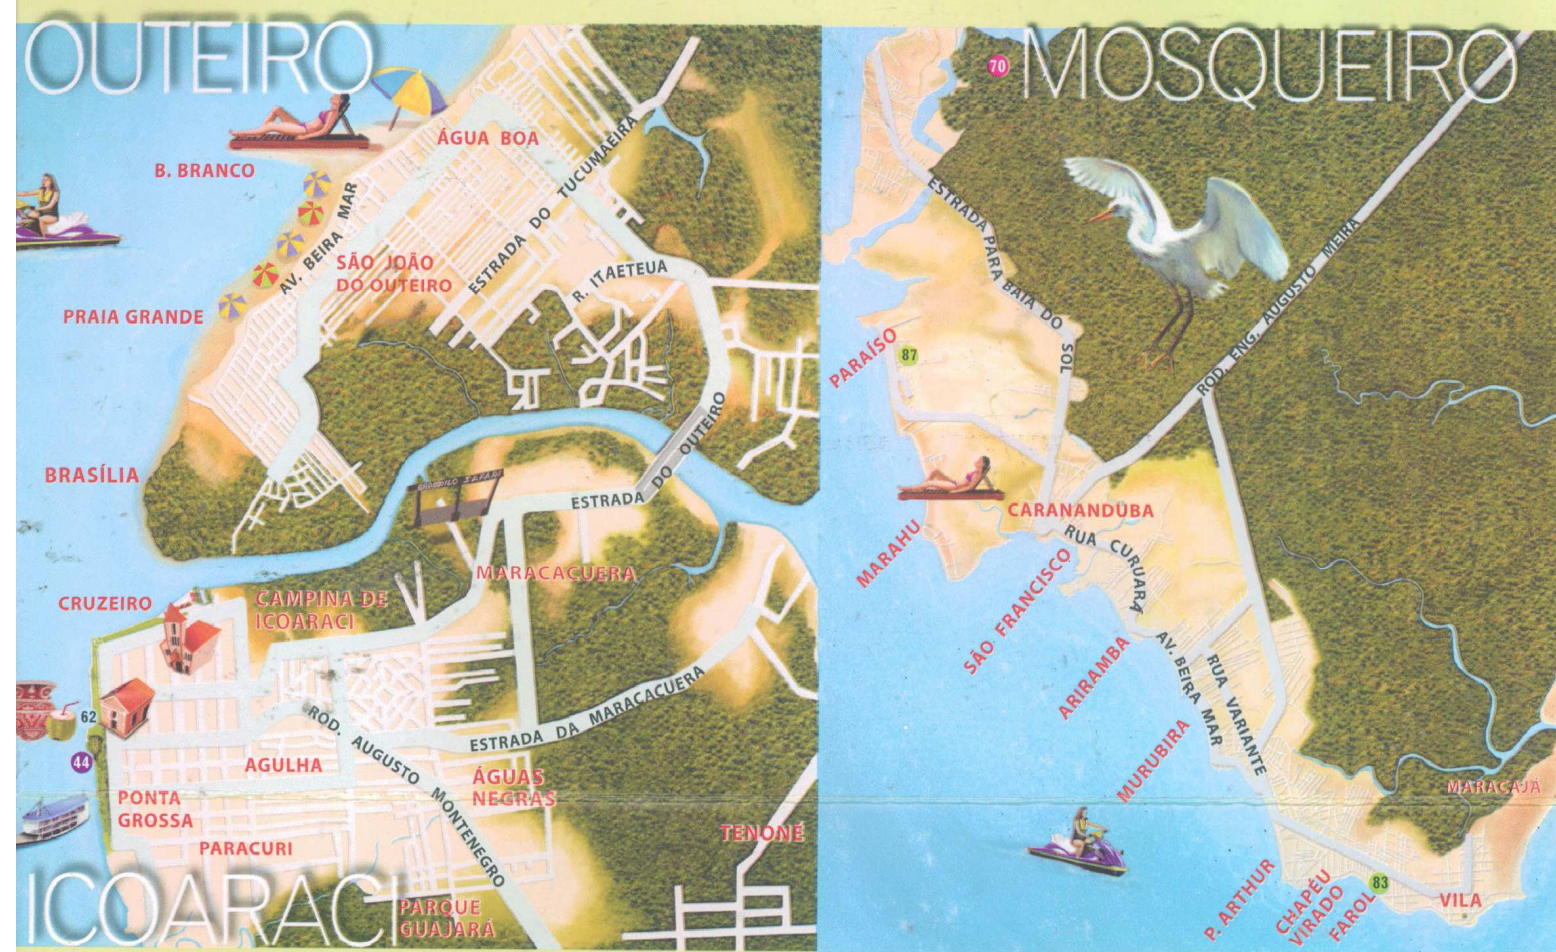 OUTEIRO
ÁGUA BOA
B. BRANCO
AV. BEIRA MAR
ESTRADA DO TUCUMAEIRA
SÃO JOÃO
DO OUTEIRO
R. ITAETEUA
PRAIA GRANDE
BRASÍLIA
ESTRADA DO OUTEIRO
MARACACUERA
CRUZEIRO
CAMPINA DE
ICOARACI
62
44
ROD. AUGUSTO MONTENEGRO
ESTRADA DA MARACACUERA
AGULHA
ÁGUAS
NEGRAS
PONTA
GROSSA
PARACURI
TENONÉ
ICOARACI
PARQUE
GUAJARÁ
MOSQUEIRO
70
ESTRADA PARA BAIA DO SOL
ROD. ENG. AUGUSTO MEIRA
PARAÍSO
87
CARANANDUBA
MARAHU
RUA CURUARÁ
SÃO FRANCISCO
ARIRAMBA
AV. BEIRA MAR
RUA VARIANTE
MURUBIRA
MARACAJÁ
P. ARTHUR
CHAPÉU
VIRADO
FAROL
83
VILA